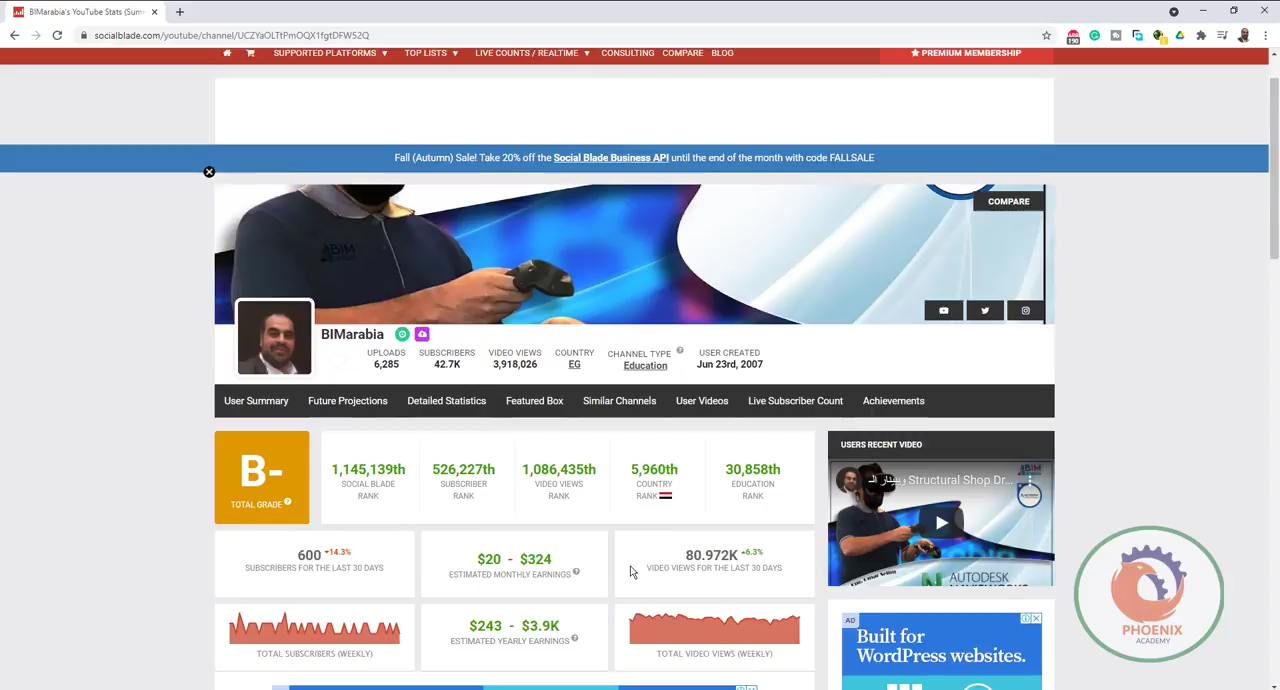 BIMarabia's YouTube Stats (Sum
socialblade.com/youtube/channel/UCZYaOLTtPmOQX1fgtDFW52Q
190
SUPPORTED PLATFORMS TOP LISTS LIVE COUNTS / REALTIME CONSULTING COMPARE BLOG
PREMIUM MEMBERSHIP
Fall (Autumn) Sale! Take 20% off the Social Blade Business API until the end of the month with code FALLSALE
COMPARE
BIM
BIMarabia
UPLOADS SUBSCRIBERS VIDEO VIEWS COUNTRY CHANNEL TYPE USER CREATED
6,285 42.7K 3,918,026 EG Education Jun 23rd, 2007
User Summary Future Projections Detailed Statistics Featured Box Similar Channels User Videos Live Subscriber Count Achievements
B-
TOTAL GRADE
1,145,139th 526,227th 1,086,435th 5,960th 30,858th
SOCIAL BLADE SUBSCRIBER VIDEO VIEWS COUNTRY EDUCATION
RANK RANK RANK RANK RANK
USERS RECENT VIDEO
وبينار الـ Structural Shop Dr...
AUTODESK
600 14.3%
SUBSCRIBERS FOR THE LAST 30 DAYS
$20 - $324
ESTIMATED MONTHLY EARNINGS
80.972K 6.3%
VIDEO VIEWS FOR THE LAST 30 DAYS
TOTAL SUBSCRIBERS (WEEKLY)
$243 - $3.9K
ESTIMATED YEARLY EARNINGS
TOTAL VIDEO VIEWS (WEEKLY)
AD
Built for
WordPress websites.
PHOENIX
ACADEMY